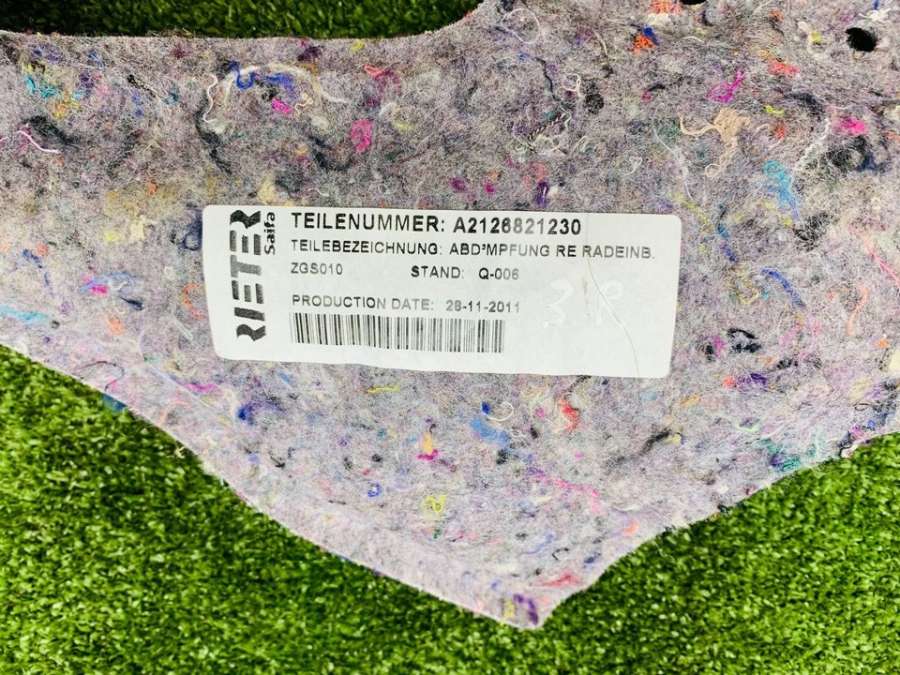 RIETER
Saifa
TEILENUMMER: A2126821230
TEILEBEZEICHNUNG: ABD³MPFUNG RE RADEINB.
ZGS010 STAND: Q-006
PRODUCTION DATE: 28-11-2011